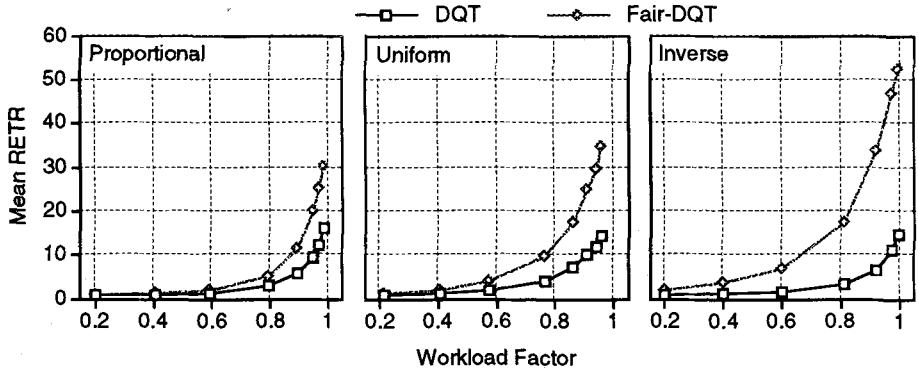 DQT Fair-DQT
60
50
40
30
20
10
0
Mean RETR
Proportional
Uniform
Inverse
0.2 0.4 0.6 0.8 1
0.2 0.4 0.6 0.8 1
0.2 0.4 0.6 0.8 1
Workload Factor